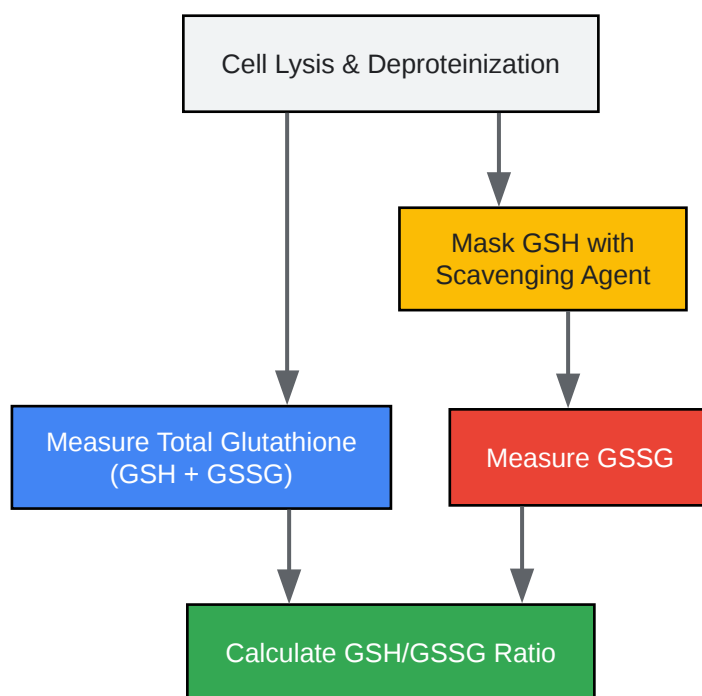 Cell Lysis & Deproteinization
Mask GSH with
Scavenging Agent
Measure Total Glutathione
(GSH + GSSG)
Measure GSSG
Calculate GSH/GSSG Ratio